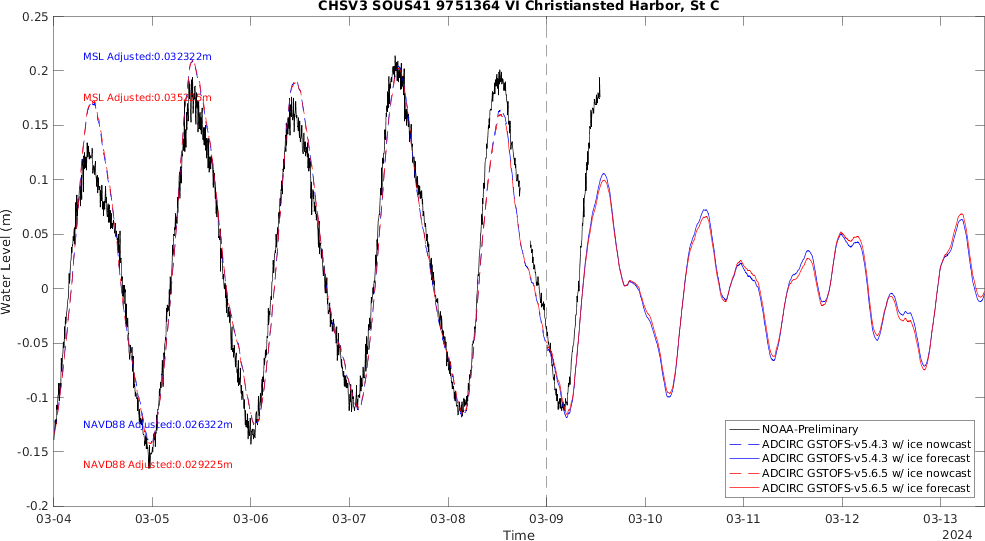 CHSV3 SOUS41 9751364 VI Christiansted Harbor, St C
0.25
0.2
0.15
0.1
0.05
0
-0.05
-0.1
-0.15
-0.2
Water Level (m)
MSL Adjusted:0.032322m
MSL Adjusted:
NAVD88 Adjusted:0.026322m
NAVD88 Adjusted:0.029225m
NOAA-Preliminary
ADCIRC GSTOFS-v5.4.3 w/ ice nowcast
ADCIRC GSTOFS-v5.4.3 w/ ice forecast
ADCIRC GSTOFS-v5.6.5 w/ ice nowcast
ADCIRC GSTOFS-v5.6.5 w/ ice forecast
03-04 03-05 03-06 03-07 03-08 03-09 03-10 03-11 03-12 03-13
Time
2024